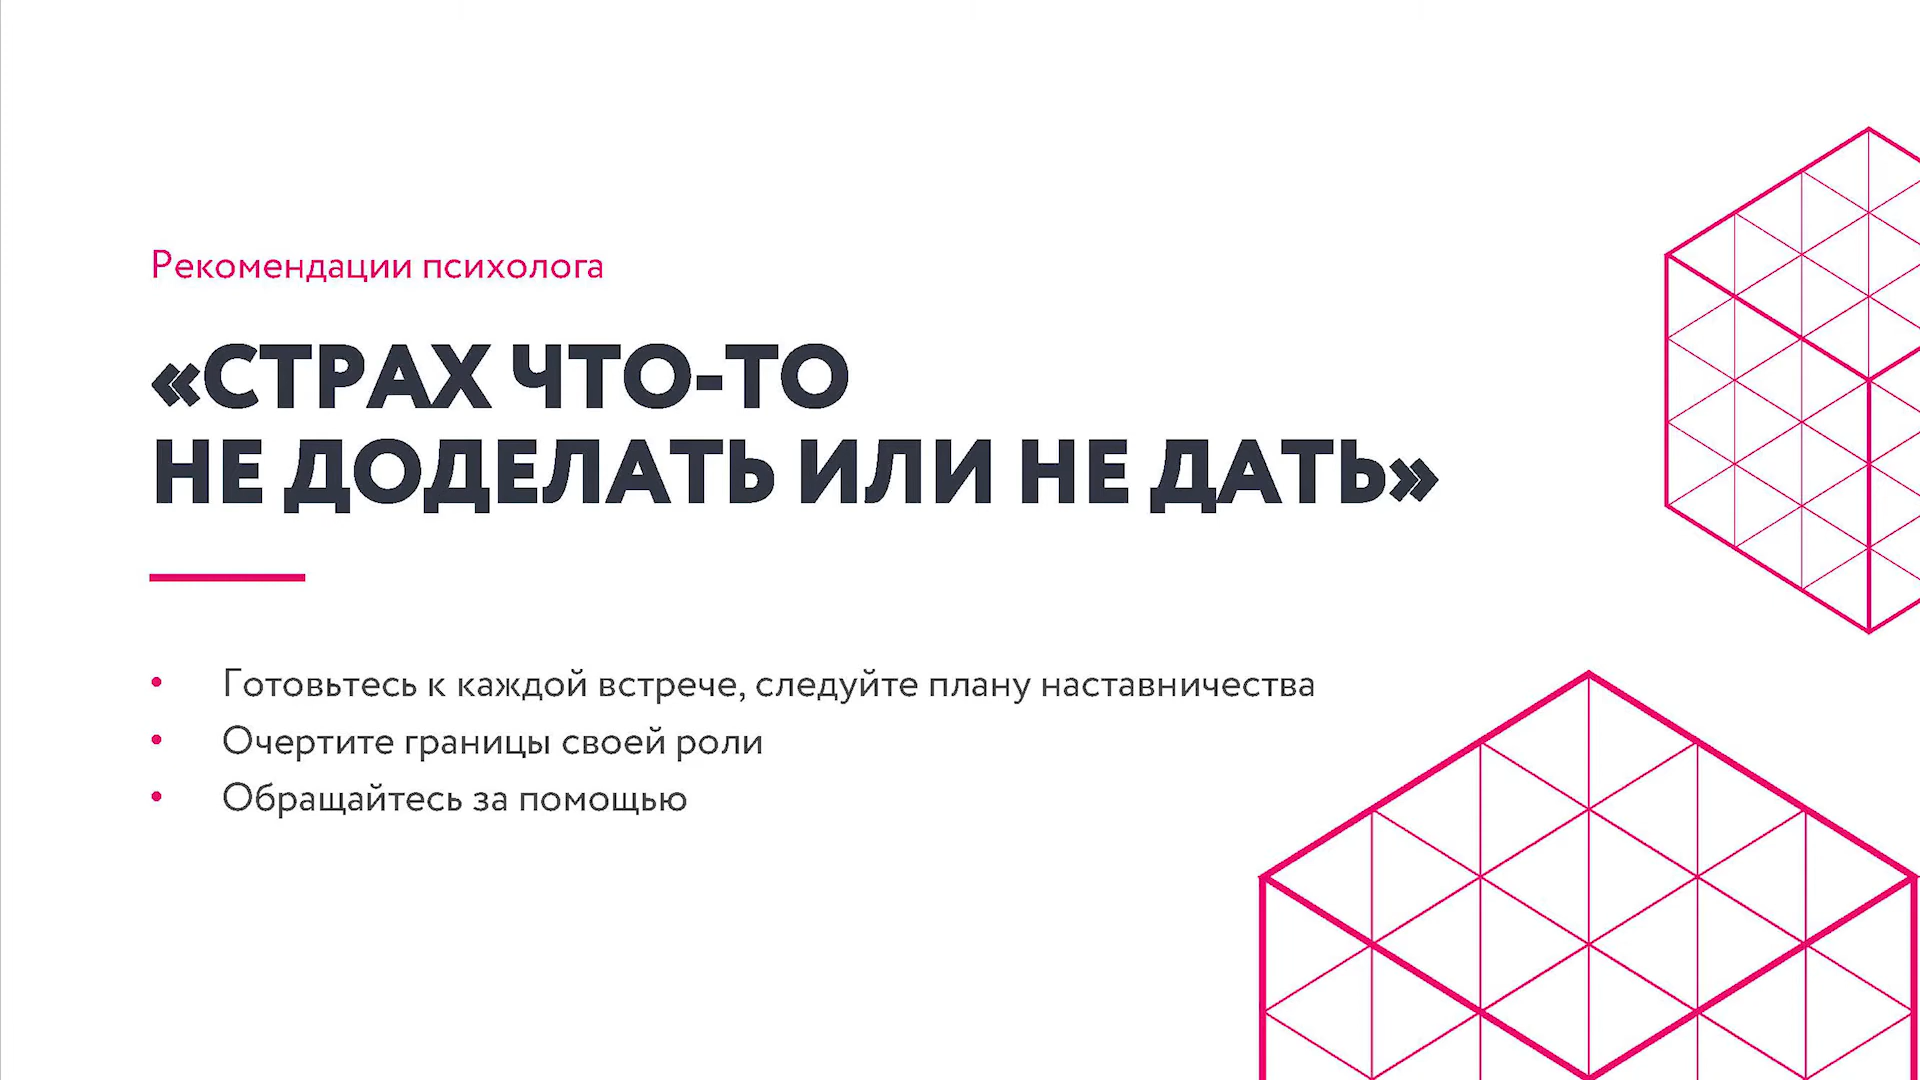 Рекомендации психолога
«СТРАХ ЧТО-ТО
НЕ ДОДЕЛАТЬ ИЛИ НЕ ДАТЬ»
• Готовьтесь к каждой встрече, следуйте плану наставничества
• Очертите границы своей роли
• Обращайтесь за помощью